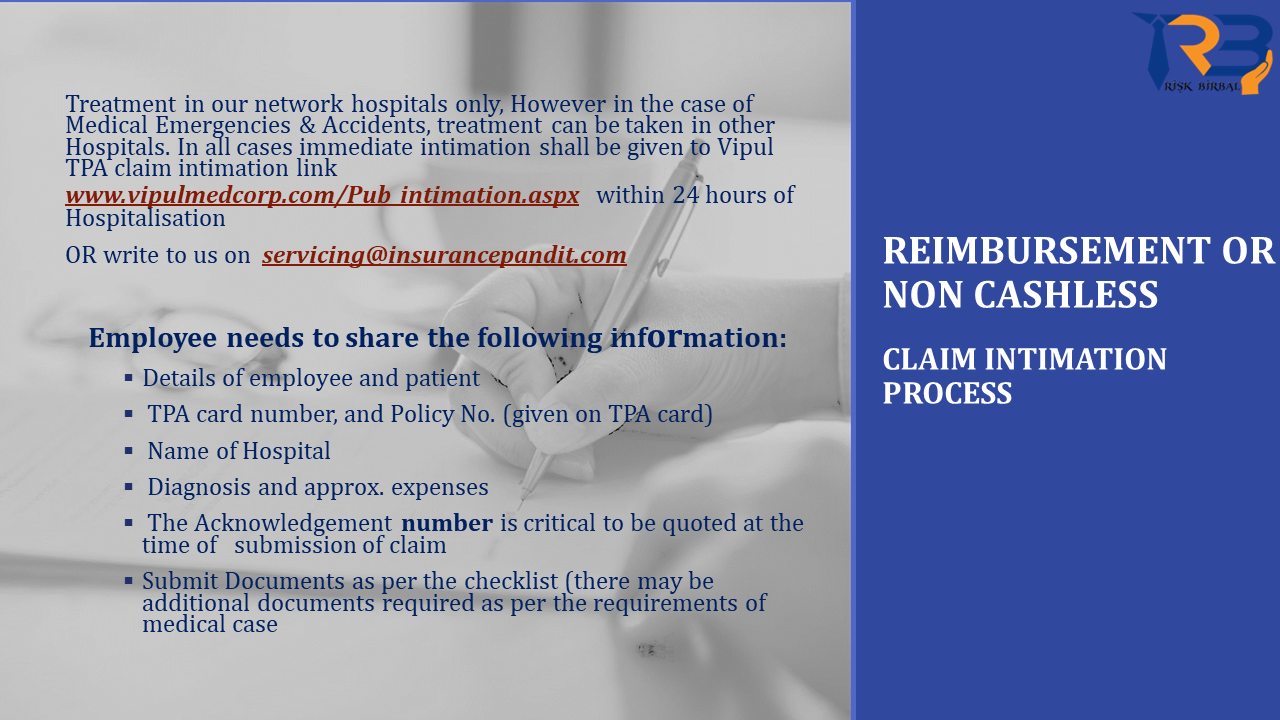 Treatment in our network hospitals only, However in the case of
Medical Emergencies & Accidents, treatment can be taken in other
Hospitals. In all cases immediate intimation shall be given to Vipul
TPA claim intimation link
www.vipulmedcorp.com/Pub_intimation.aspx within 24 hours of
Hospitalisation
OR write to us on servicing@insurancepandit.com
Employee needs to share the following information:
▪ Details of employee and patient
▪ TPA card number, and Policy No. (given on TPA card)
▪ Name of Hospital
▪ Diagnosis and approx. expenses
▪ The Acknowledgement number is critical to be quoted at the
time of submission of claim
▪ Submit Documents as per the checklist (there may be
additional documents required as per the requirements of
medical case
RB
RİŞK BİRBAL
REIMBURSEMENT OR
NON CASHLESS
CLAIM INTIMATION
PROCESS